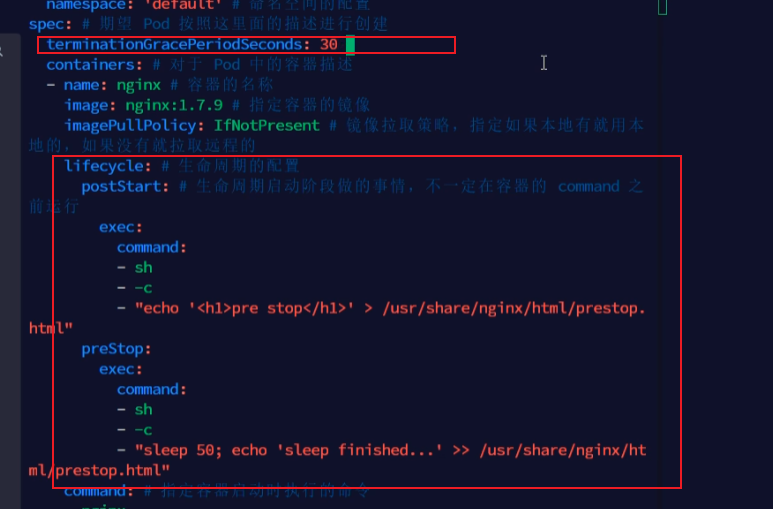 namespace: 'default' # 命名空间的配置
spec: # 期望 Pod 按照这里面的描述进行创建
terminationGracePeriodSeconds: 30
containers: # 对于 Pod 中的容器描述
- name: nginx # 容器的名称
image: nginx:1.7.9 # 指定容器的镜像
imagePullPolicy: IfNotPresent # 镜像拉取策略，指定如果本地有就用本
地的，如果没有就拉取远程的
lifecycle: # 生命周期的配置
postStart: # 生命周期启动阶段做的事情，不一定在容器的 command 之
前运行
exec:
command:
- sh
- -c
- "echo '<h1>pre stop</h1>' > /usr/share/nginx/html/prestop.
html"
preStop:
exec:
command:
- sh
- -c
- "sleep 50; echo 'sleep finished...' >> /usr/share/nginx/ht
ml/prestop.html"
command: # 指定容器启动时执行的命令